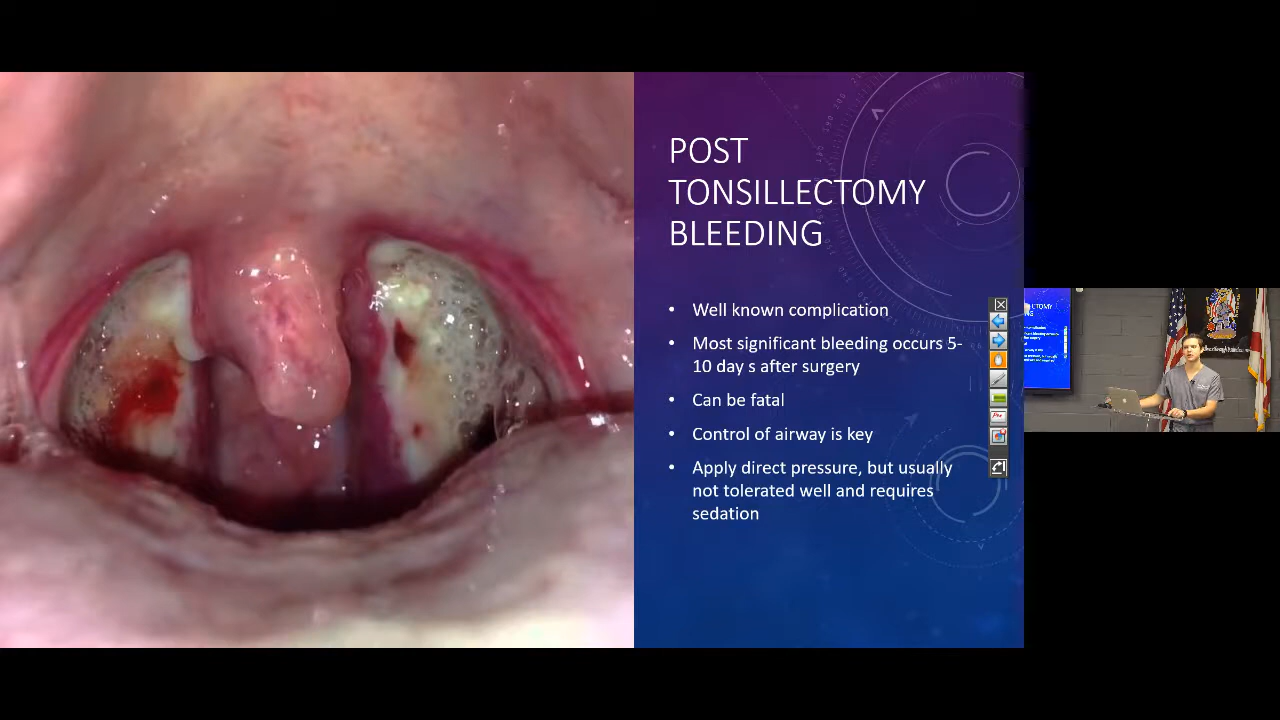 POST
TONSILLECTOMY
BLEEDING
• Well known complication
• Most significant bleeding occurs 5-
10 day s after surgery
• Can be fatal
• Control of airway is key
• Apply direct pressure, but usually
not tolerated well and requires
sedation